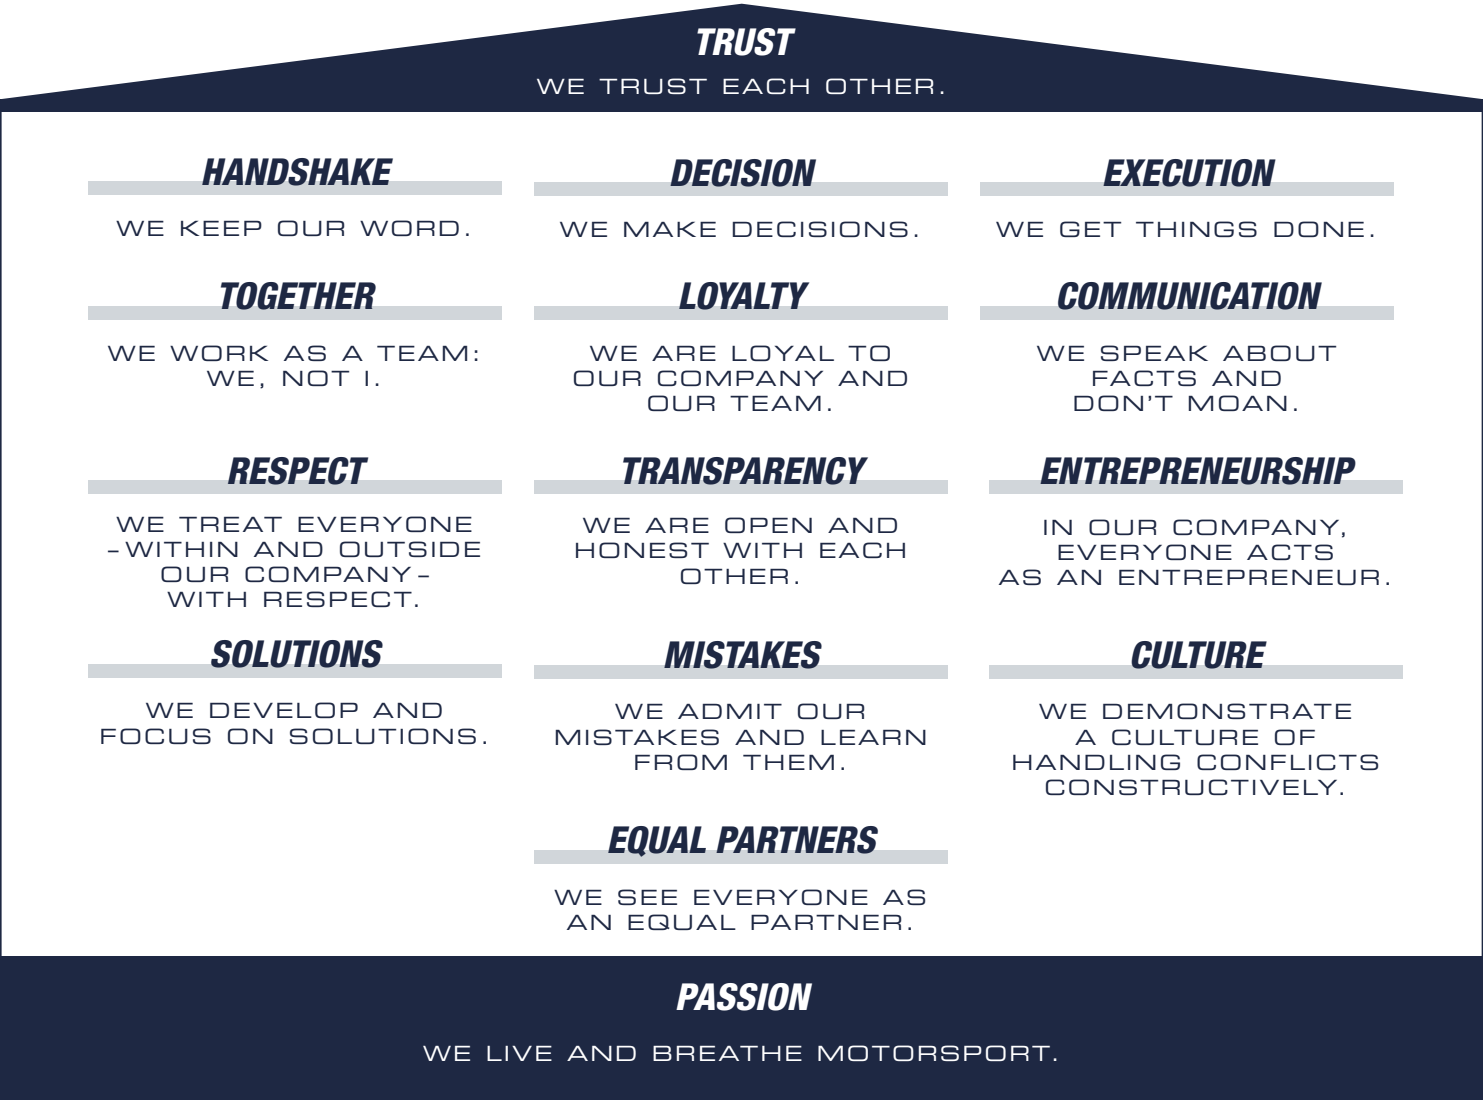 TRUST
WE TRUST EACH OTHER.
HANDSHAKE
WE KEEP OUR WORD.
DECISION
WE MAKE DECISIONS.
EXECUTION
WE GET THINGS DONE.
TOGETHER
WE WORK AS A TEAM:
WE, NOT I.
LOYALTY
WE ARE LOYAL TO
OUR COMPANY AND
OUR TEAM.
COMMUNICATION
WE SPEAK ABOUT
FACTS AND
DON'T MOAN.
RESPECT
WE TREAT EVERYONE
–WITHIN AND OUTSIDE
OUR COMPANY–
WITH RESPECT.
TRANSPARENCY
WE ARE OPEN AND
HONEST WITH EACH
OTHER.
ENTREPRENEURSHIP
IN OUR COMPANY,
EVERYONE ACTS
AS AN ENTREPRENEUR.
SOLUTIONS
WE DEVELOP AND
FOCUS ON SOLUTIONS.
MISTAKES
WE ADMIT OUR
MISTAKES AND LEARN
FROM THEM.
CULTURE
WE DEMONSTRATE
A CULTURE OF
HANDLING CONFLICTS
CONSTRUCTIVELY.
EQUAL PARTNERS
WE SEE EVERYONE AS
AN EQUAL PARTNER.
PASSION
WE LIVE AND BREATHE MOTORSPORT.